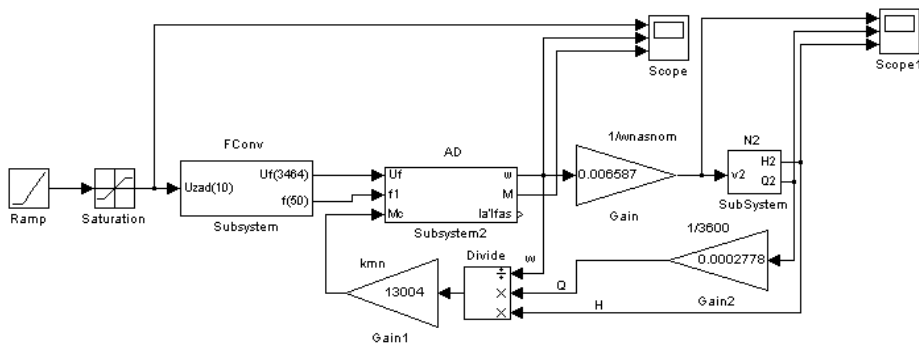 Scope
Scope1
1/wnasnom
N2
FConv
AD
Uf(3464)
Uf
w
0.006587
H2
Uzad(10)
f1
M
v2
Q2
f(50)
Mc
Ia'Ifas
SubSystem
Ramp
Saturation
Subsystem
Subsystem2
Gain
1/3600
kmn
Divide
w
÷
0.0002778
Q
×
13004
Gain2
H
×
Gain1